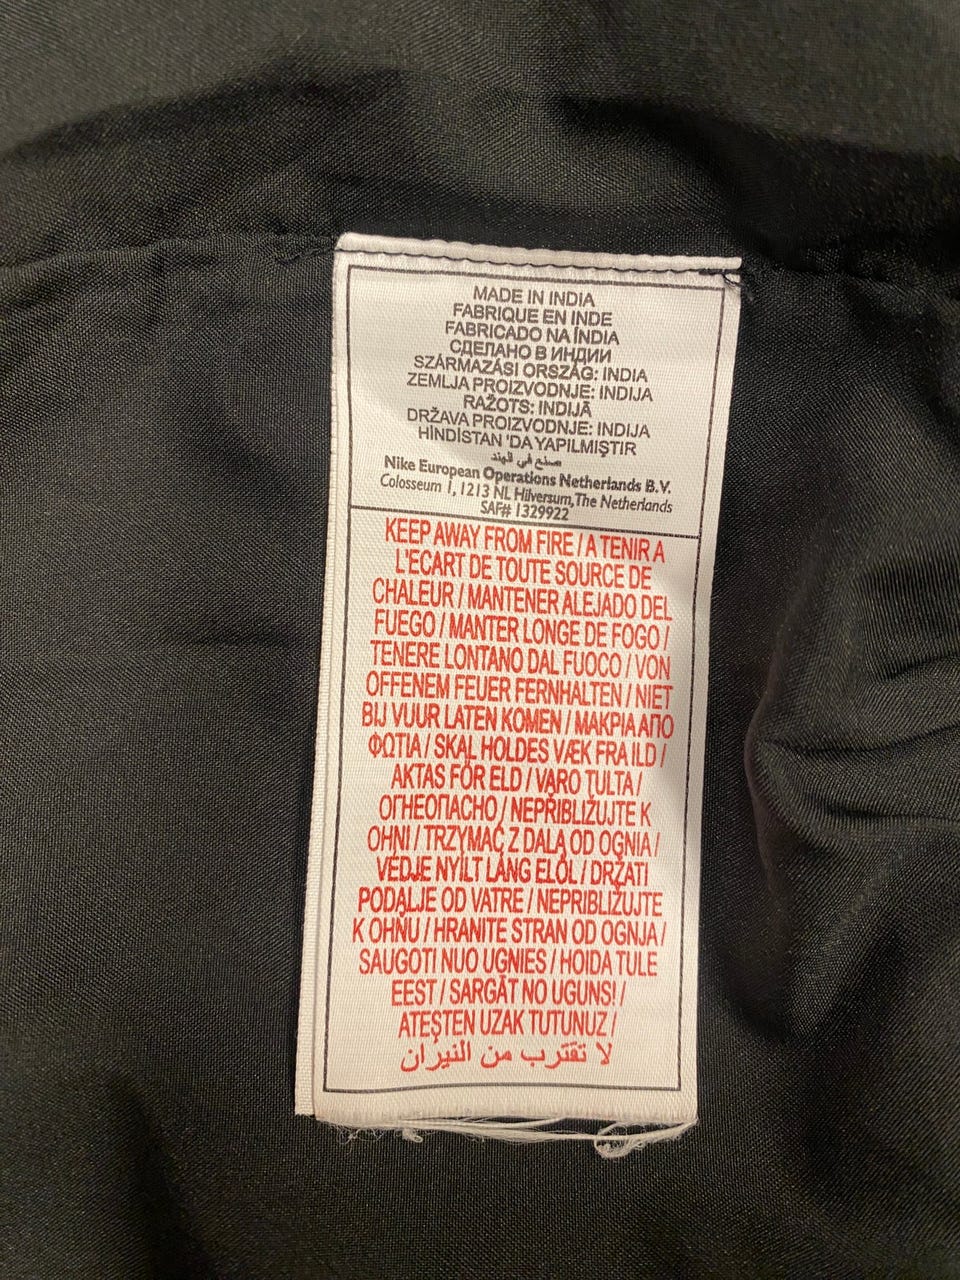 MADE IN INDIA
FABRIQUE EN INDE
FABRICADO NA ÍNDIA
СДЕЛАНО В ИНДИИ
SZÁRMAZÁSI ORSZÁG: INDIA
ZEMLJA PROIZVODNJE: INDIJA
RAŽOTS: INDIJĀ
DRŽAVA PROIZVODNJE: INDIJA
HİNDİSTAN 'DA YAPILMIŞTIR
صنع في
Nike European Operations Netherlands B.V.
Colosseum 1, 1213 NL Hilversum, The Netherlands
SAF# 1329922
KEEP AWAY FROM FIRE / A TENIR A
L'ECART DE TOUTE SOURCE DE
CHALEUR / MANTENER ALEJADO DEL
FUEGO / MANTER LONGE DE FOGO /
TENERE LONTANO DAL FUOCO / VON
OFFENEM FEUER FERNHALTEN / NIET
BIJ VUUR LATEN KOMEN / ΜΑΚΡΙΑ ΑΠΟ
ΦΩΤΙΑ / SKAL HOLDES VÆK FRA ILD /
AKTAS FÖR ELD / VARO TULTA /
ОГНЕОПАСНО / NEPŘIBLIŽUJTE K
OHNI / TRZYMAĆ Z DALA OD OGNIA /
VÉDJE NYÍLT LÁNG ELŐL / DRŽATI
PODALJE OD VATRE / NEPRIBLIŽUJTE
K OHŇU / HRANITE STRAN OD OGNJA /
SAUGOTI NUO UGNIES / HOIDA TULE
EEST / SARGĀT NO UGUNS! /
ATEŞTEN UZAK TUTUNUZ /
لا تقترب من النيران